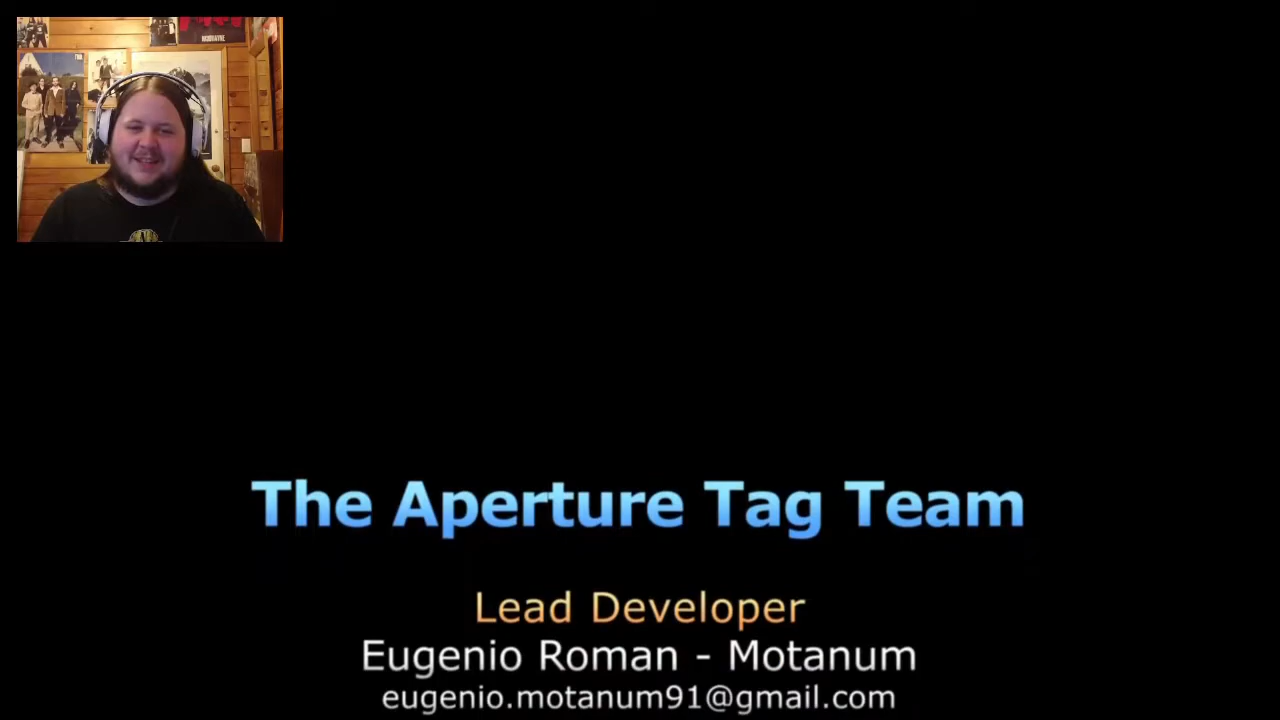 The Aperture Tag Team
Lead Developer
Eugenio Roman - Motanum
eugenio.motanum91@gmail.com